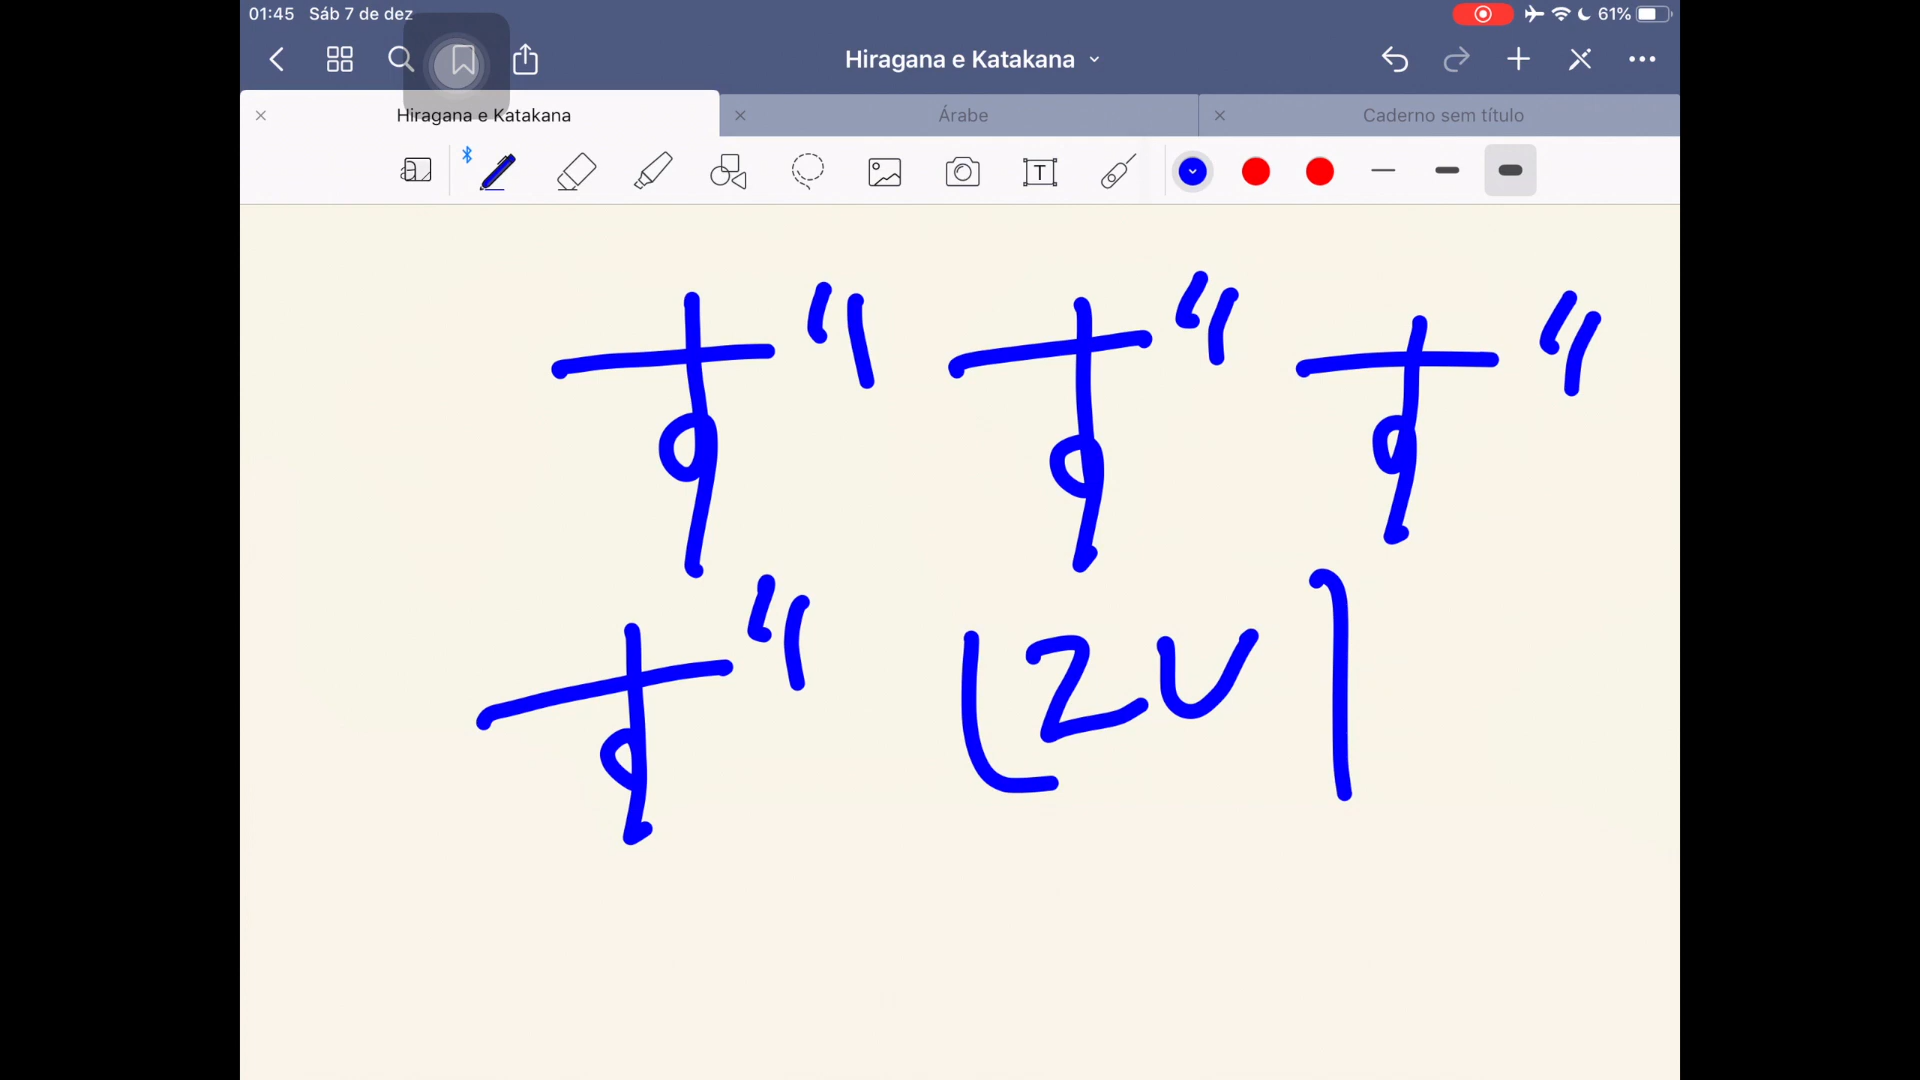 01:45 Sáb 7 de dez 61%
Hiragana e Katakana
Hiragana e Katakana Árabe Caderno sem título
ず ず ず
ず [zu]